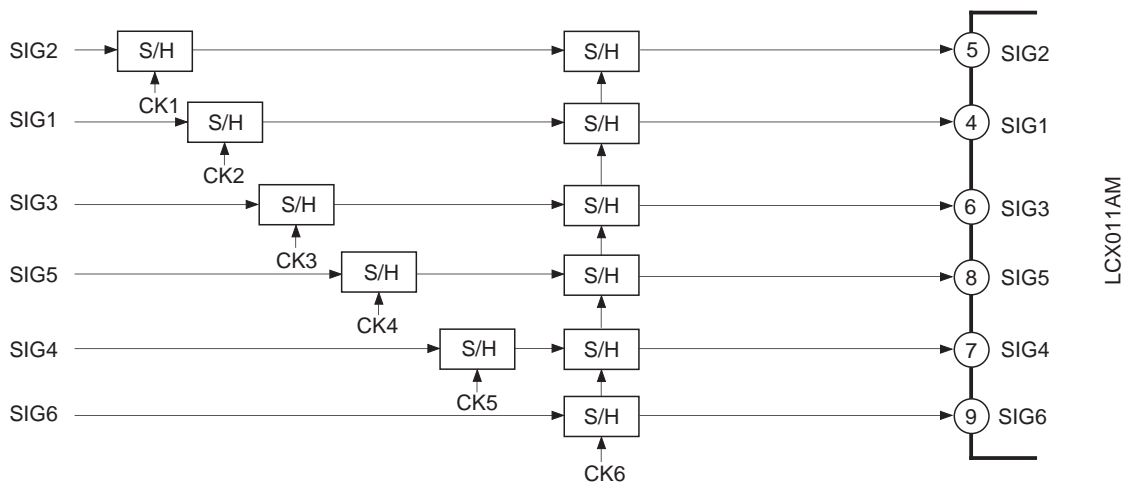 SIG2 S/H S/H 5 SIG2
CK1
SIG1 S/H S/H 4 SIG1
CK2
SIG3 S/H S/H 6 SIG3
CK3
SIG5 S/H S/H 8 SIG5
CK4
SIG4 S/H S/H 7 SIG4
CK5
SIG6 S/H 9 SIG6
CK6
LCX011AM